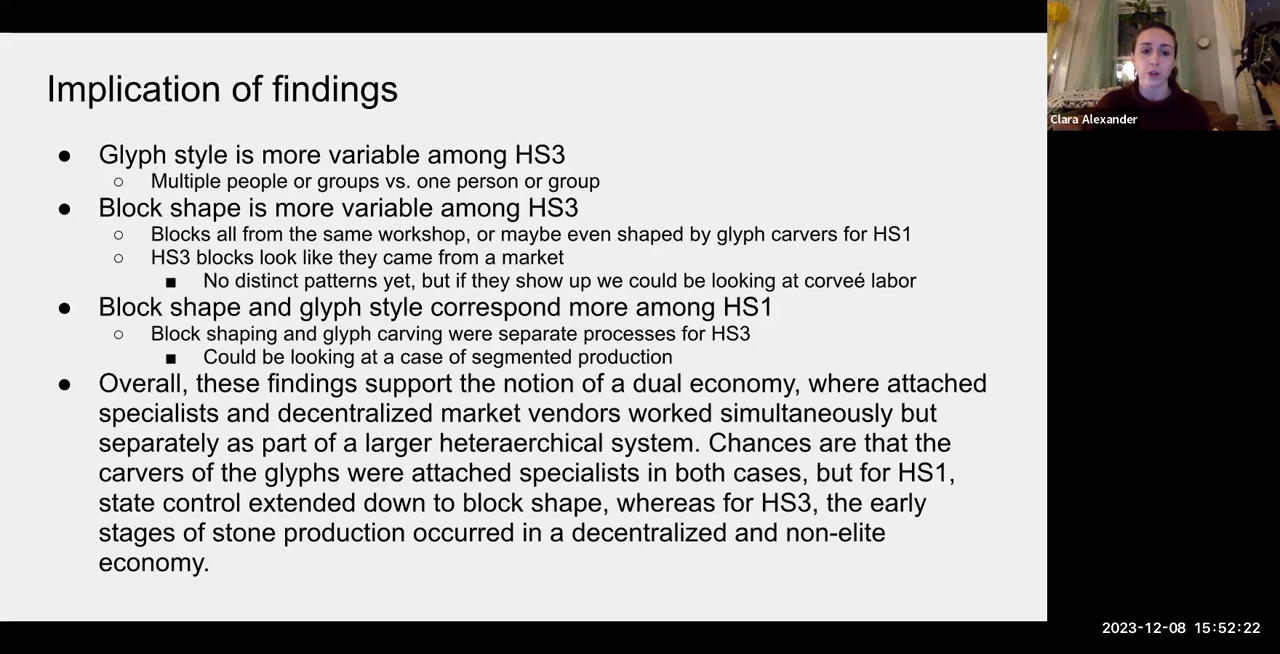 Implication of findings
● Glyph style is more variable among HS3
○ Multiple people or groups vs. one person or group
● Block shape is more variable among HS3
○ Blocks all from the same workshop, or maybe even shaped by glyph carvers for HS1
○ HS3 blocks look like they came from a market
■ No distinct patterns yet, but if they show up we could be looking at corveé labor
● Block shape and glyph style correspond more among HS1
○ Block shaping and glyph carving were separate processes for HS3
■ Could be looking at a case of segmented production
● Overall, these findings support the notion of a dual economy, where attached
specialists and decentralized market vendors worked simultaneously but
separately as part of a larger heteraerchical system. Chances are that the
carvers of the glyphs were attached specialists in both cases, but for HS1,
state control extended down to block shape, whereas for HS3, the early
stages of stone production occurred in a decentralized and non-elite
economy.
Clara Alexander
2023-12-08 15:52:22